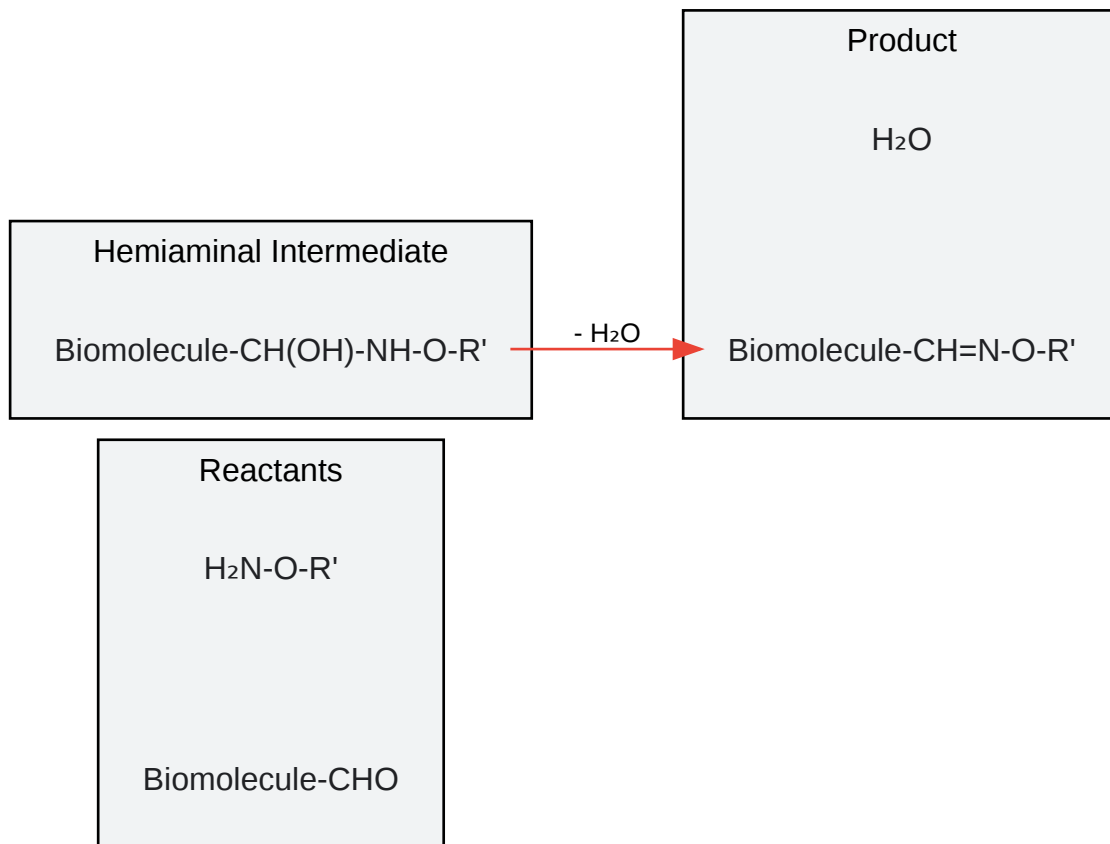 Product
H₂O
Hemiaminal Intermediate
Biomolecule-CH(OH)-NH-O-R'
- H₂O
Biomolecule-CH=N-O-R'
Reactants
H₂N-O-R'
Biomolecule-CHO